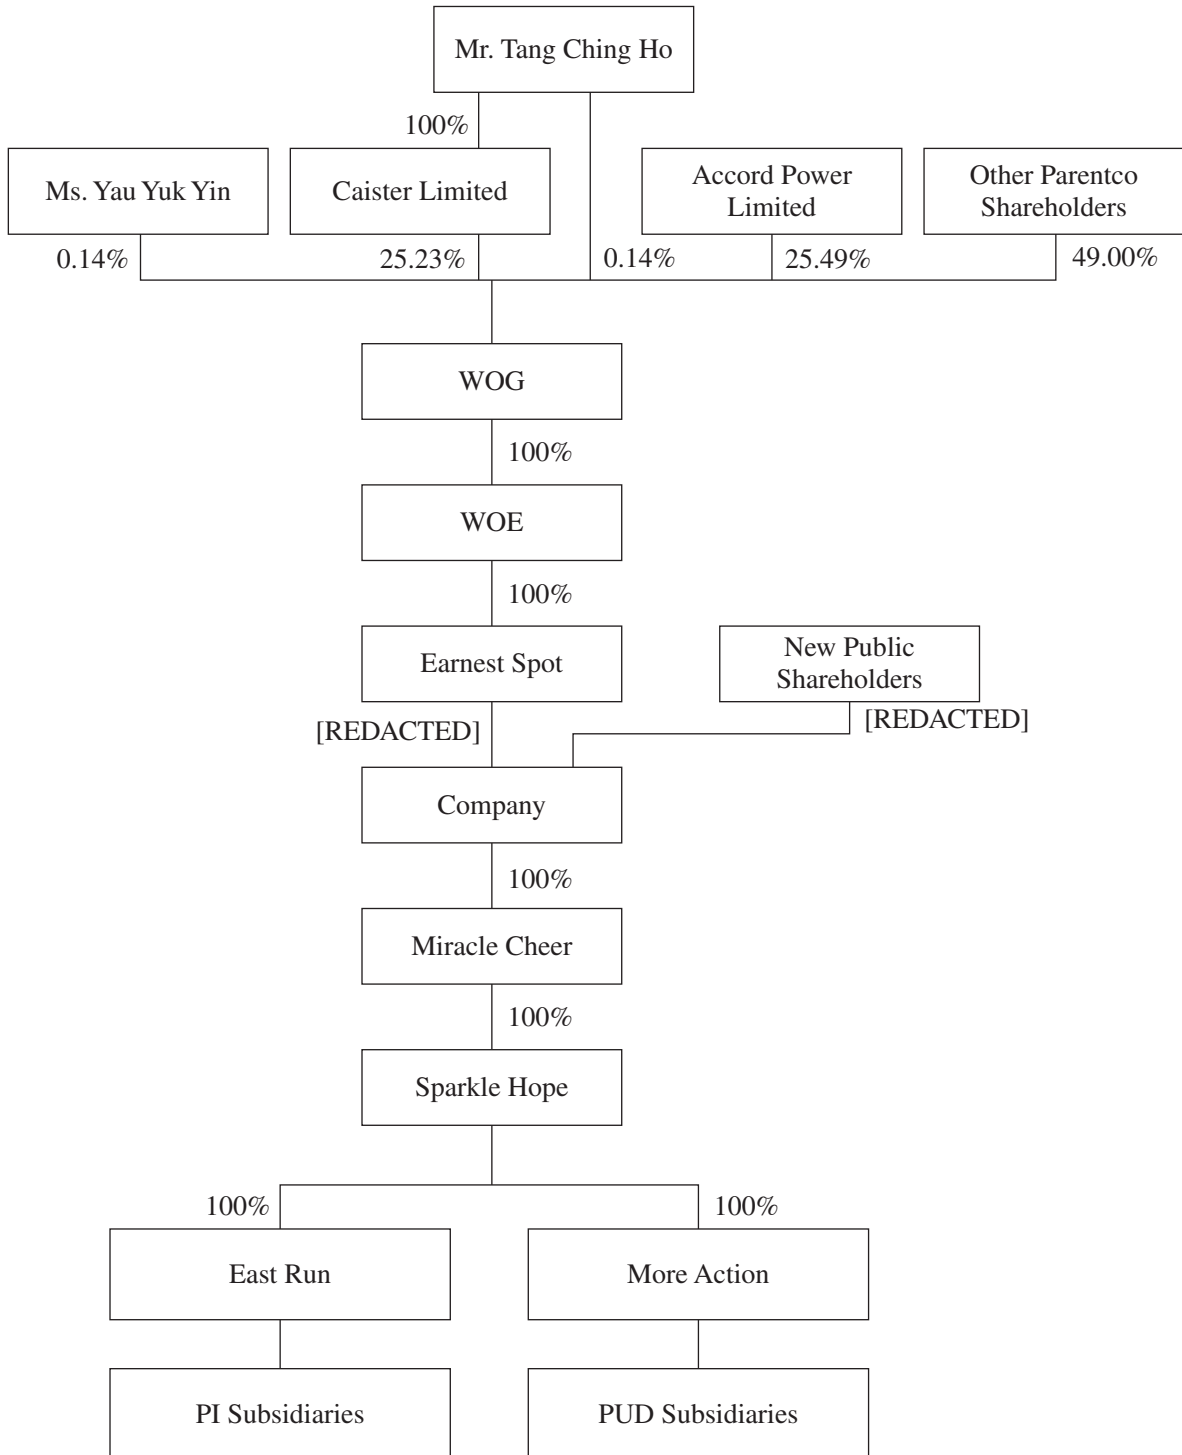 Mr. Tang Ching Ho
100%
Ms. Yau Yuk Yin
Caister Limited
Accord Power
Limited
Other Parentco
Shareholders
0.14%
25.23%
0.14%
25.49%
49.00%
WOG
100%
WOE
100%
Earnest Spot
New Public
Shareholders
[REDACTED]
[REDACTED]
Company
100%
Miracle Cheer
100%
Sparkle Hope
100%
100%
East Run
More Action
PI Subsidiaries
PUD Subsidiaries